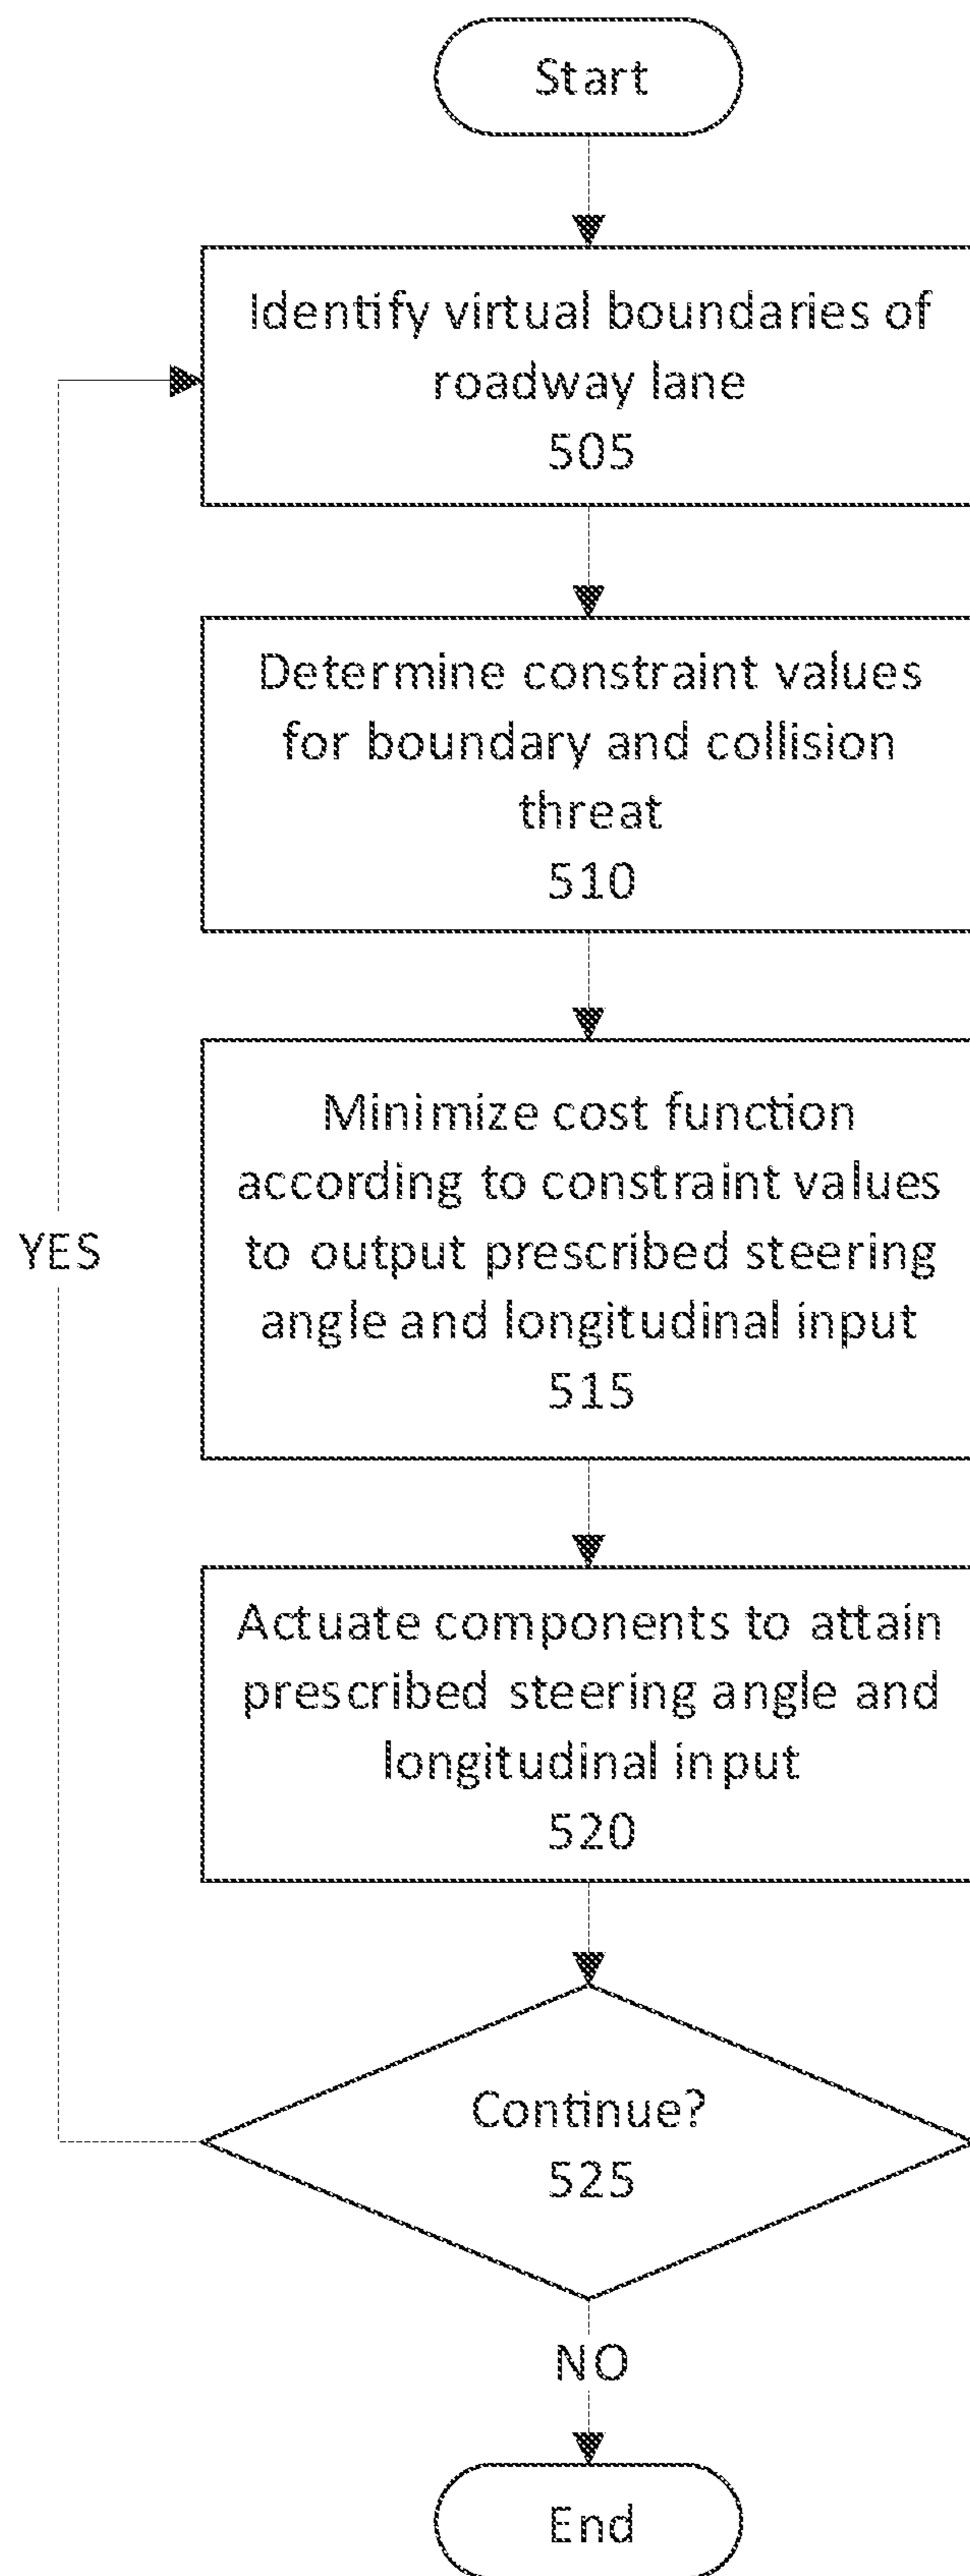 Start
Identify virtual boundaries of
roadway lane
505
Determine constraint values
for boundary and collision
threat
510
Minimize cost function
according to constraint values
to output prescribed steering
angle and longitudinal input
515
YES
Actuate components to attain
prescribed steering angle and
longitudinal input
520
Continue?
525
NO
End